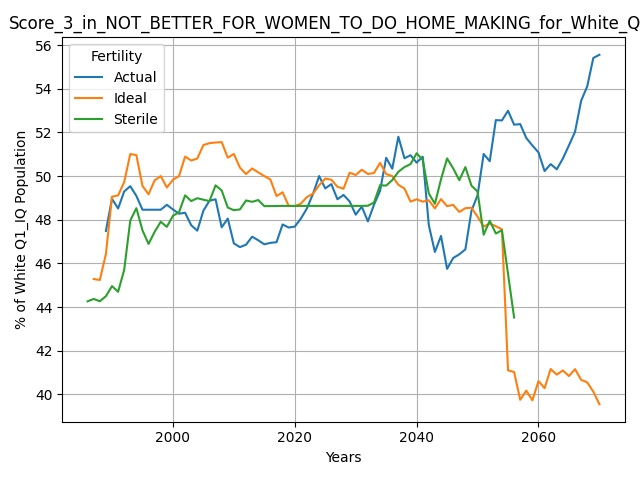 Score_3_in_NOT_BETTER_FOR_WOMEN_TO_DO_HOME_MAKING_for_White_Q
Fertility
Actual
Ideal
Sterile
% of White Q1_IQ Population
56
54
52
50
48
46
44
42
40
2000
2020
2040
2060
Years